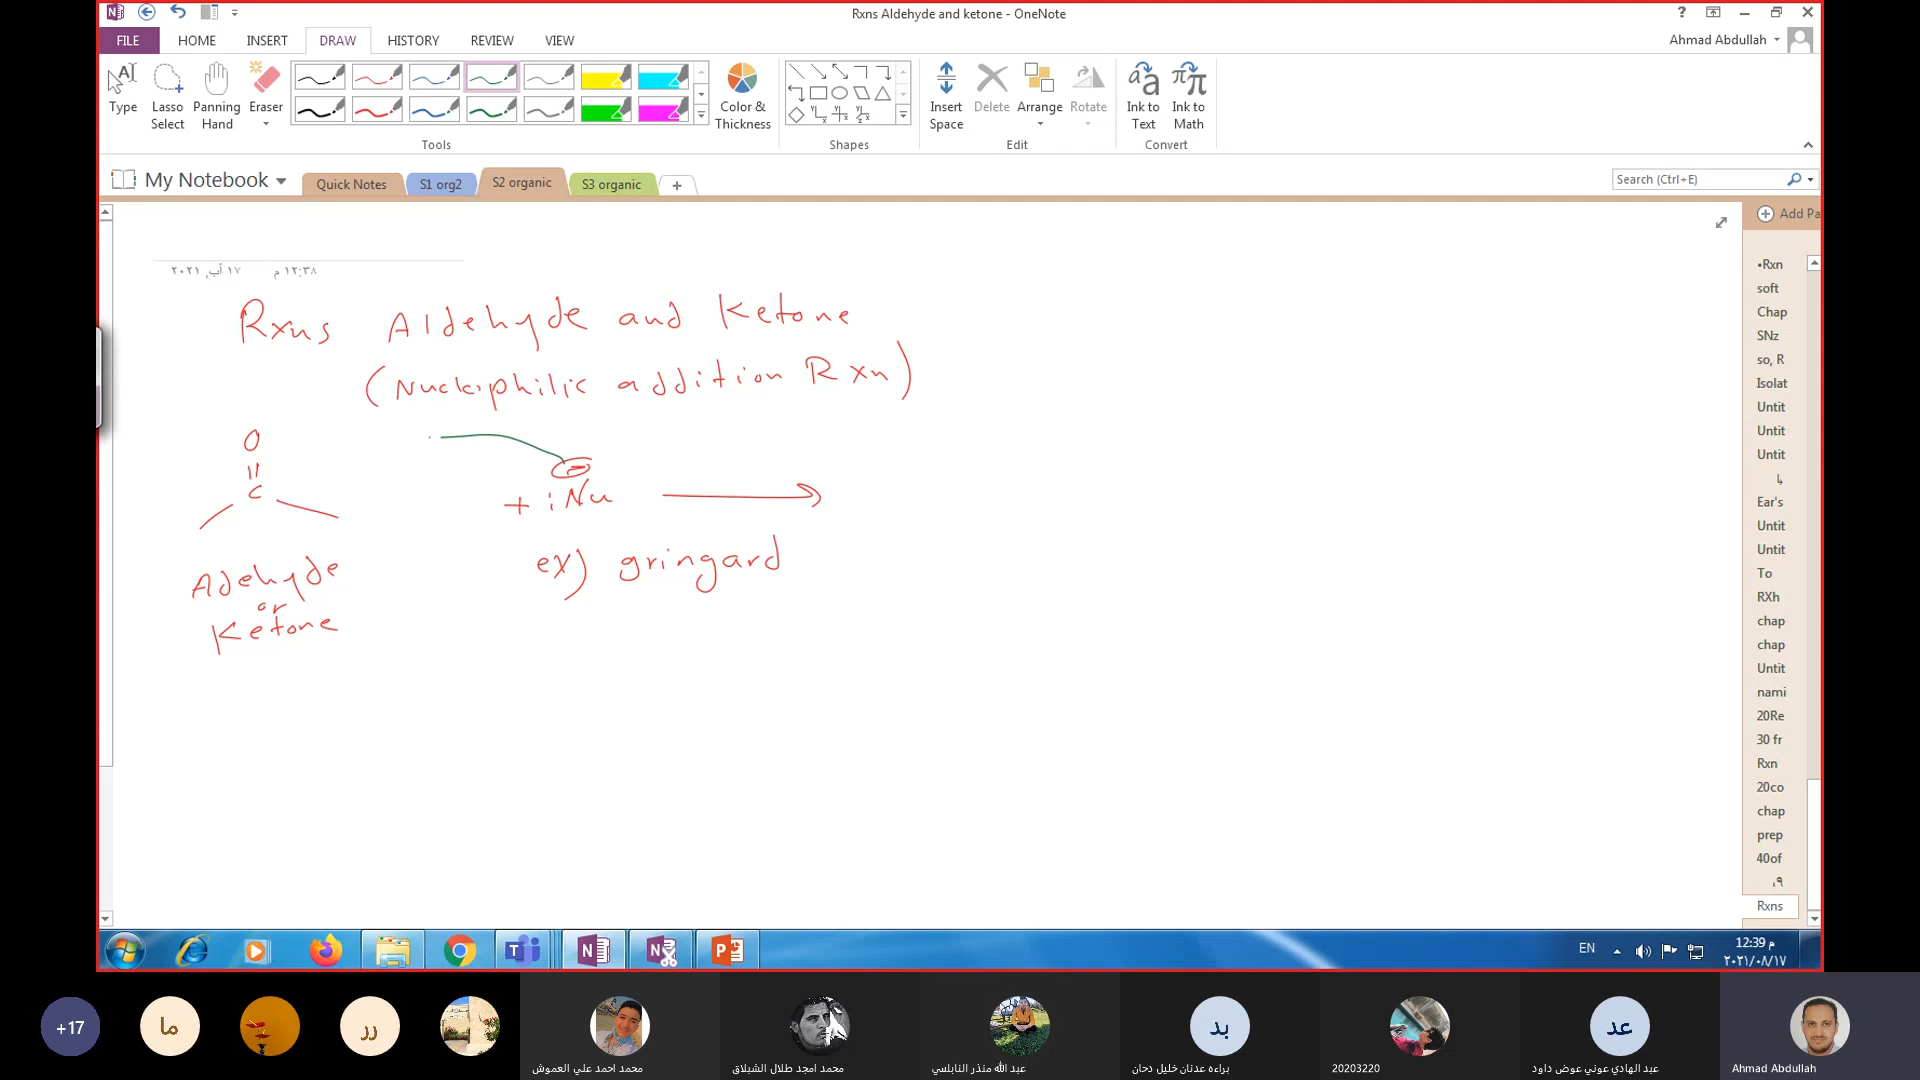 Rxns Aldehyde and ketone - OneNote
FILE HOME INSERT DRAW HISTORY REVIEW VIEW
Ahmad Abdullah
Type
Lasso Select
Panning Hand
Eraser
Color & Thickness
Insert Space
Delete
Arrange
Rotate
Ink to Text
Ink to Math
Tools
Shapes
Edit
Convert
My Notebook
Quick Notes
S1 org2
S2 organic
S3 organic
Search (Ctrl+E)
Add Pa
١٧ آب, ٢٠٢١ ١٢:٣٨ م
Rxns Aldehyde and Ketone
(Nucleophilic addition Rxn)
O
C
+ :Nu
Adehyde
or
Ketone
ex) gringard
•Rxn
soft
Chap
SNz
so, R
Isolat
Untit
Untit
Untit
Ear's
Untit
Untit
To
RXh
chap
chap
Untit
nami
20Re
30 fr
Rxn
20co
chap
prep
40of
٩،
Rxns
EN
12:39 م
٢٠٢١/٠٨/١٧
+17
ما
رر
محمد احمد علي العموش
محمد امجد طلال الشبلاق
عبد الله منذر النابلسي
بد
براءه عدنان خليل دحان
20203220
عد
عبد الهادي عوني عوض داود
Ahmad Abdullah